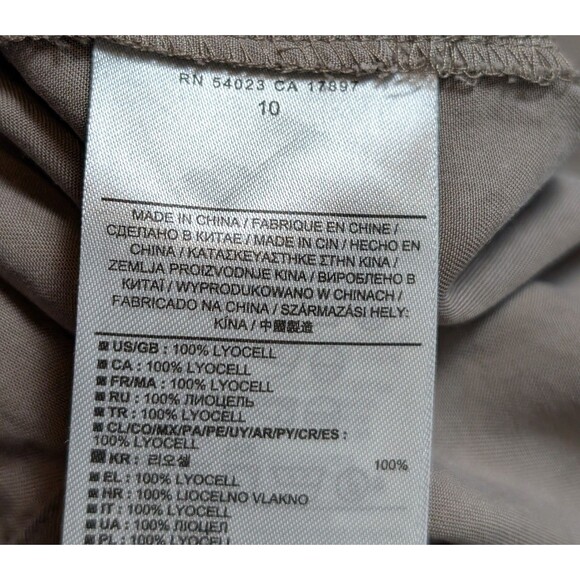 RN 54023 CA 17897
10
MADE IN CHINA / FABRIQUE EN CHINE /
СДЕЛАНО В КИТАЕ / MADE IN CIN / HECHO EN
CHINA / ΚΑΤΑΣΚΕΥΑΣΤΗΚΕ ΣΤΗΝ ΚΙΝΑ /
ZEMLJA PROIZVODNJE KINA / ВИРОБЛЕНО В
КИТАЇ / WYPRODUKOWANO W CHINACH /
FABRICADO NA CHINA / SZÁRMAZÁSI HELY:
KÍNA / 中國製造
US/GB : 100% LYOCELL
CA : 100% LYOCELL
FR/MA : 100% LYOCELL
RU : 100% ЛИОЦЕЛЬ
TR : 100% LYOCELL
CL/CO/MX/PA/PE/UY/AR/PY/CR/ES :
100% LYOCELL
KR : 리오셀 100%
EL : 100% LYOCELL
HR : 100% LIOCELNO VLAKNO
IT : 100% LYOCELL
UA : 100% ЛІОЦЕЛ
PL : 100% LYOCELL